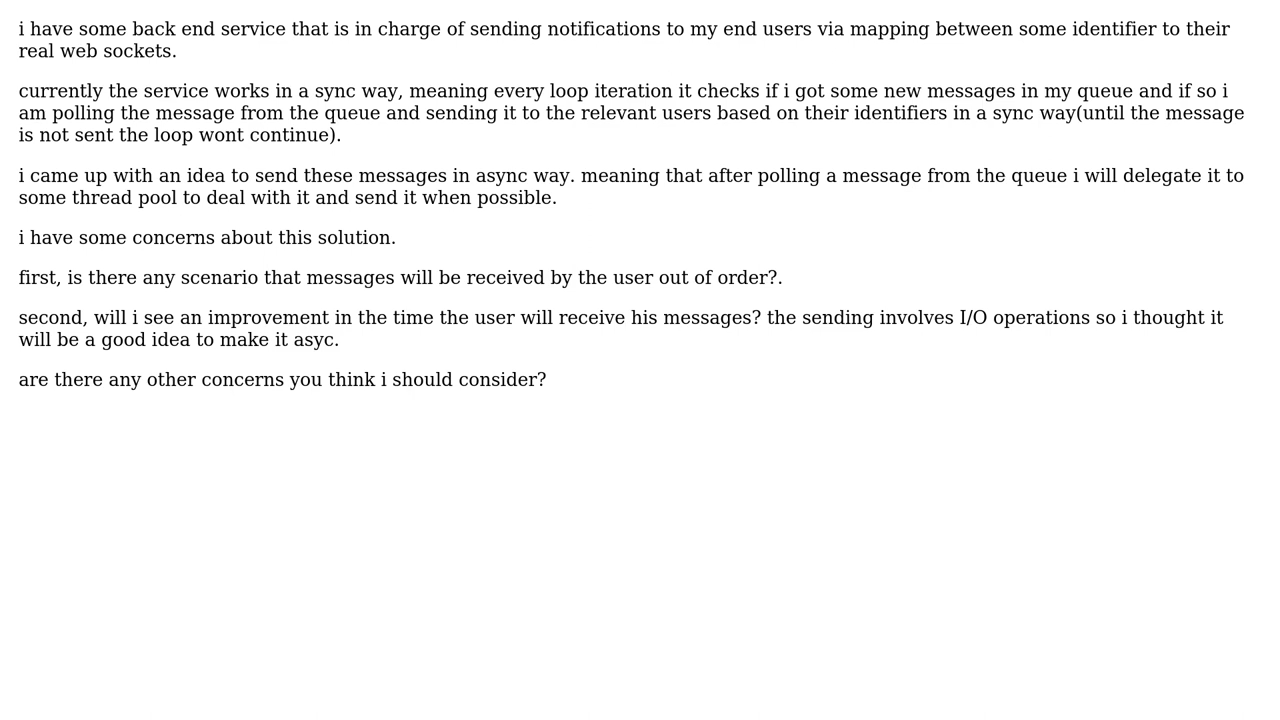 i have some back end service that is in charge of sending notifications to my end users via mapping between some identifier to their
real web sockets.
currently the service works in a sync way, meaning every loop iteration it checks if i got some new messages in my queue and if so i
am polling the message from the queue and sending it to the relevant users based on their identifiers in a sync way(until the message
is not sent the loop wont continue).
i came up with an idea to send these messages in async way. meaning that after polling a message from the queue i will delegate it to
some thread pool to deal with it and send it when possible.
i have some concerns about this solution.
first, is there any scenario that messages will be received by the user out of order?.
second, will i see an improvement in the time the user will receive his messages? the sending involves I/O operations so i thought it
will be a good idea to make it asyc.
are there any other concerns you think i should consider?